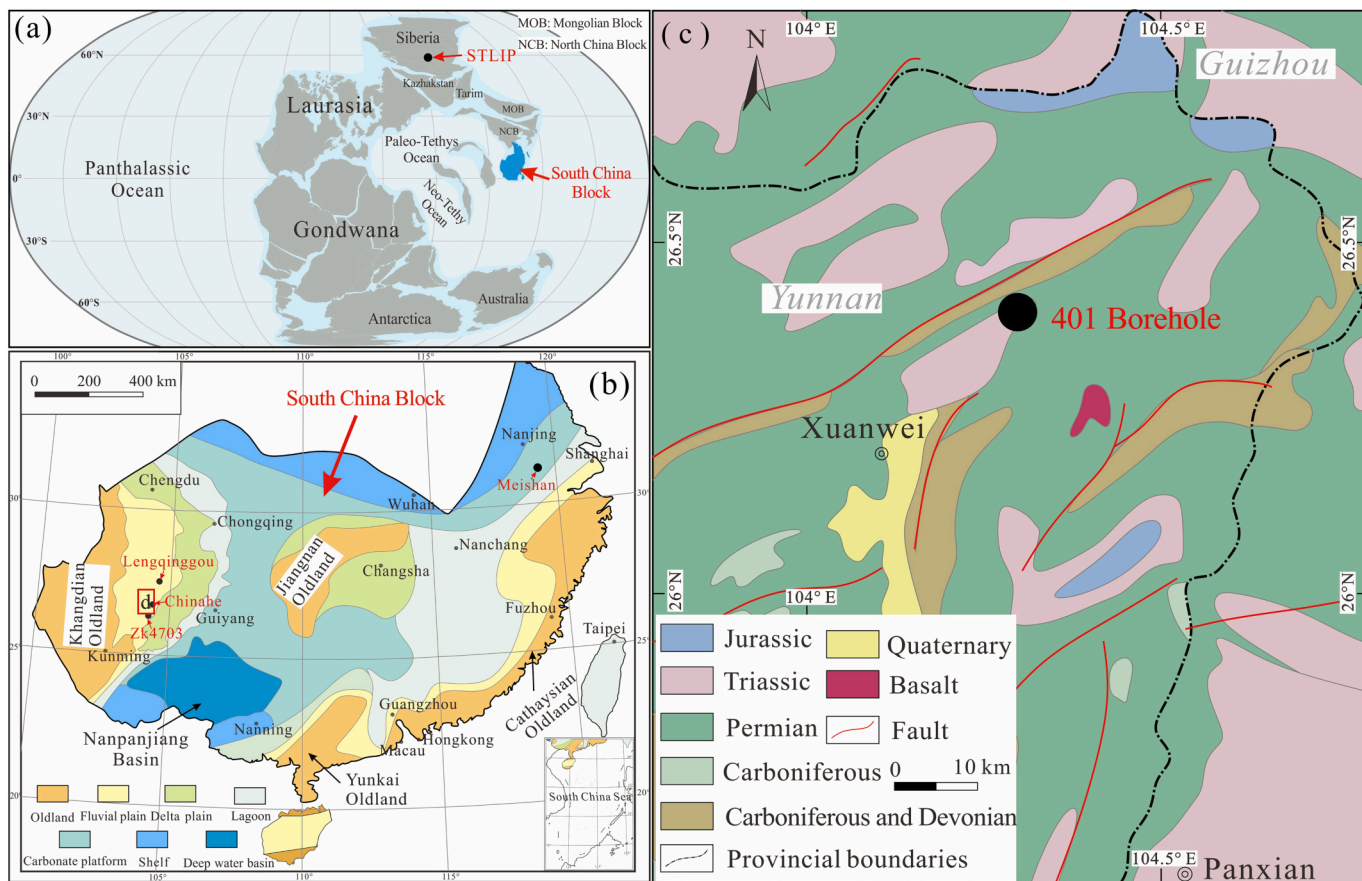 (a)
MOB: Mongolian Block
NCB: North China Block
Siberia
STLIP
60°N
Kazhakstan
Tarim
Laurasia
MOB
30°N
NCB
Paleo-Tethys
Ocean
Panthalassic
Ocean
0°
South China
Block
Neo-Tethy
Ocean
Gondwana
30°S
60°S
Australia
Antarctica
(b)
105°
110°
115°
120°
0 200 400 km
South China Block
Nanjing
Shanghai
Meishan
Chengdu
30°
Wuhan
30°
Chongqing
Nanchang
Lengqinggou
Jiangnan
Oldland
Changsha
Khangdian
Oldland
d
Chinahe
Guiyang
Zk4703
Fuzhou
Taipei
25°
Kunming
25°
Cathaysian
Oldland
Guangzhou
Nanning
Nanpanjiang
Basin
Macau
Hongkong
Yunkai
Oldland
South China Sea
20°
20°
Oldland
Fluvial plain
Delta plain
Lagoon
Carbonate platform
Shelf
Deep water basin
105°
110°
115°
(c)
104° E
104.5° E
N
Guizhou
26.5°N
26.5°N
Yunnan
401 Borehole
Xuanwei
26°N
104° E
26°N
Jurassic
Quaternary
Triassic
Basalt
Permian
Fault
Carboniferous
0 10 km
Carboniferous and Devonian
Provincial boundaries
104.5° E
Panxian